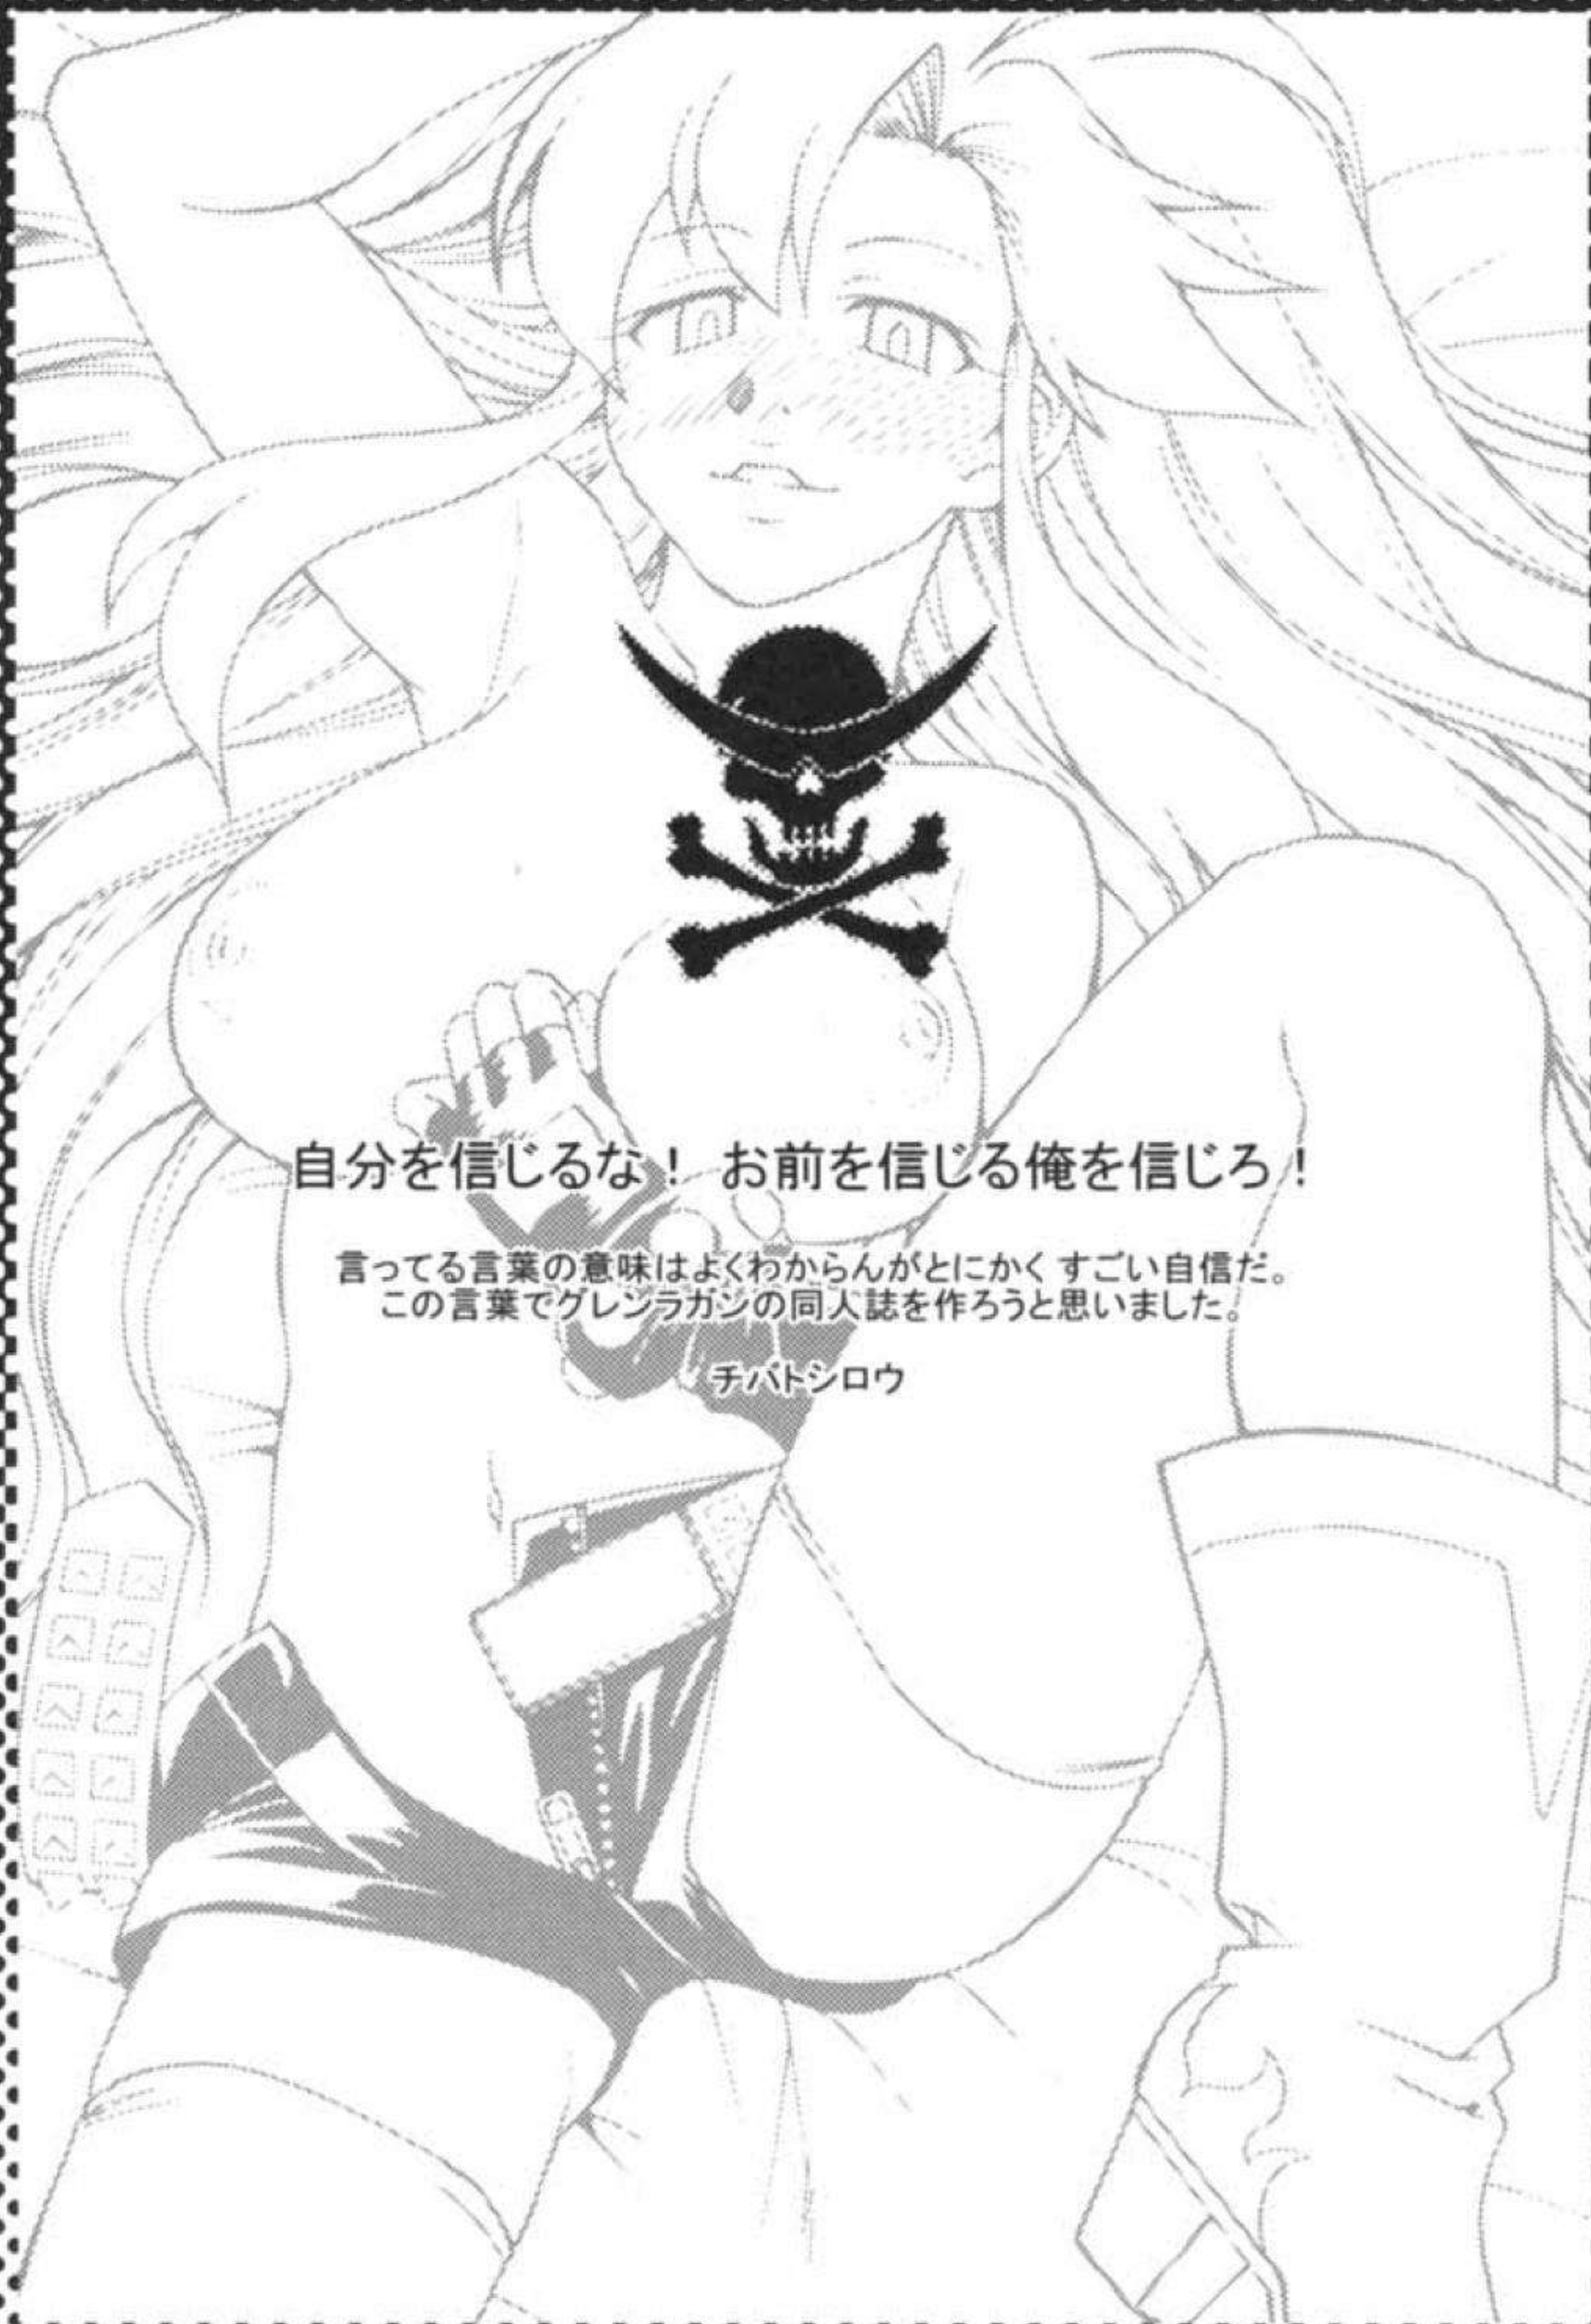 自分を信じるな！ お前を信じる俺を信じろ！
言ってる言葉の意味はよくわからんがとにかく すごい自信だ。
この言葉でグレンラガンの同人誌を作ろうと思いました。
チバトシロウ